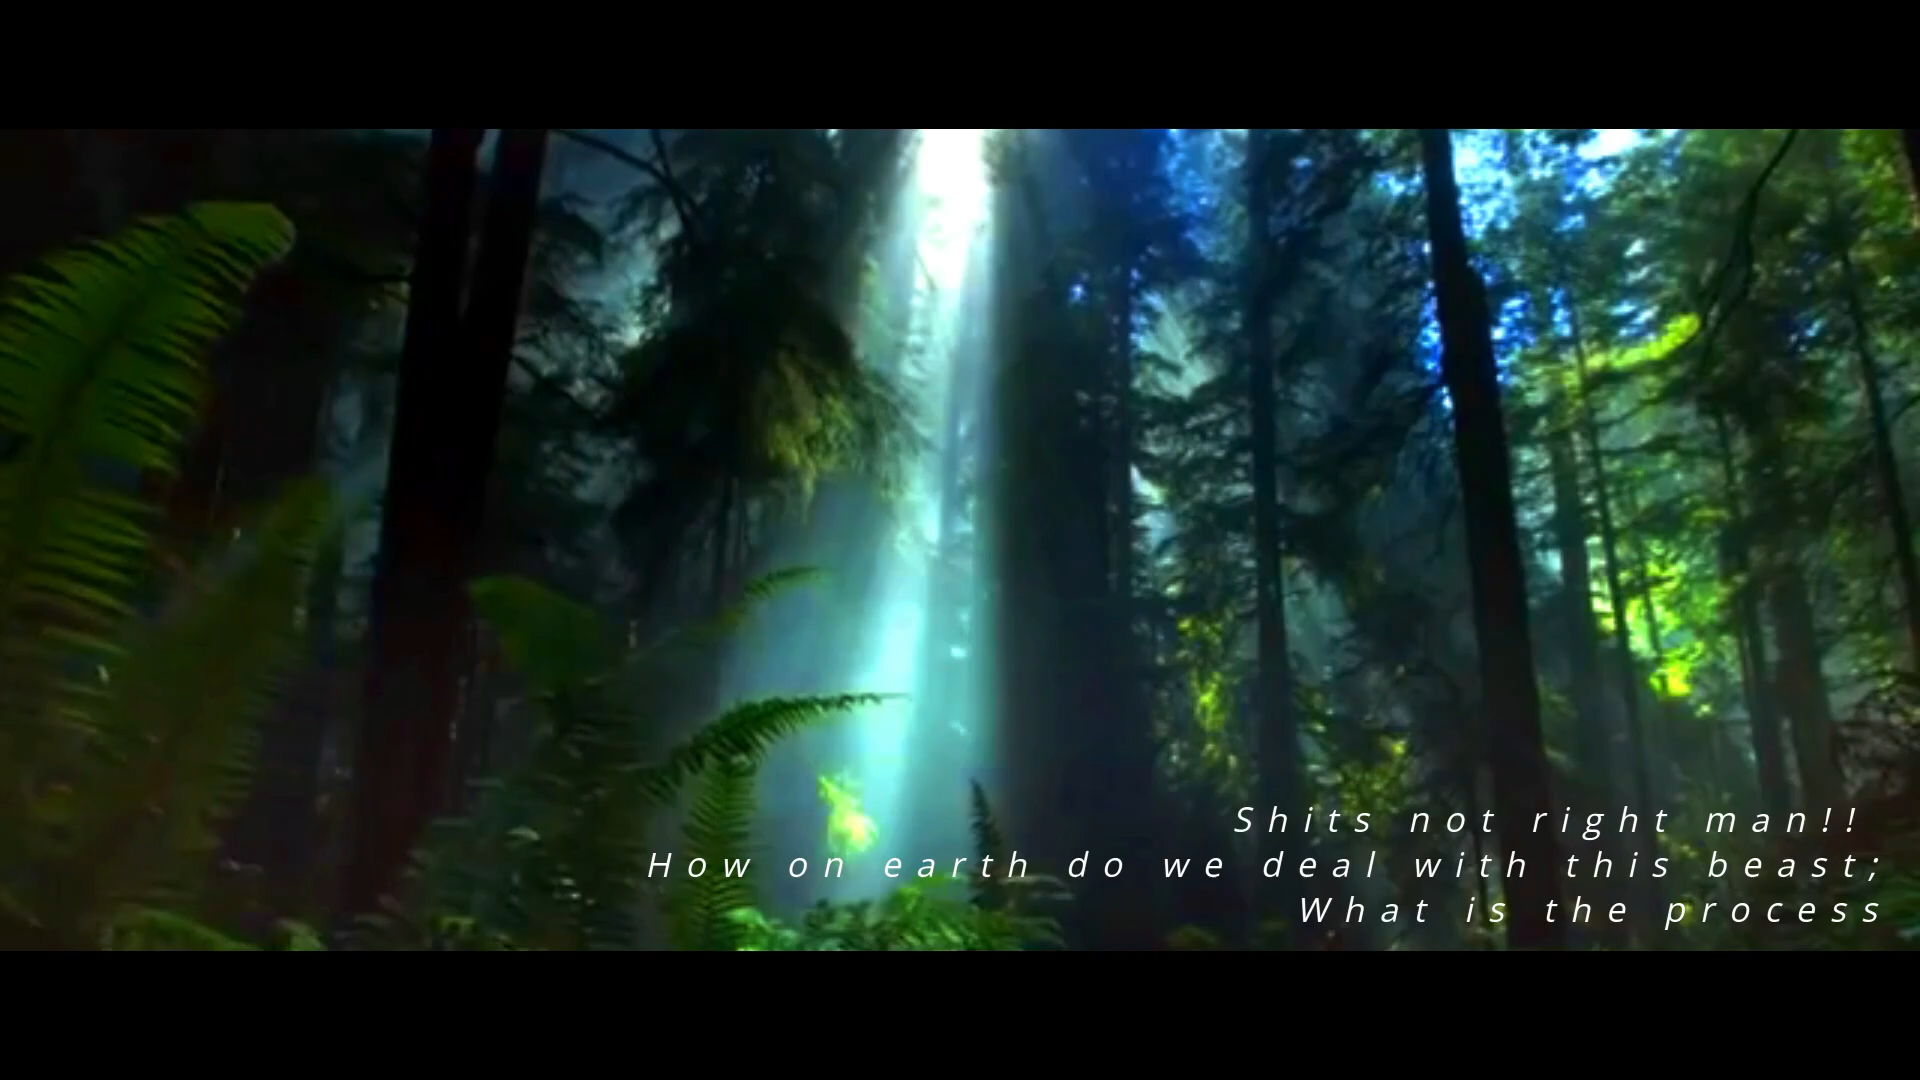 Shits not right man!!
How on earth do we deal with this beast;
What is the process